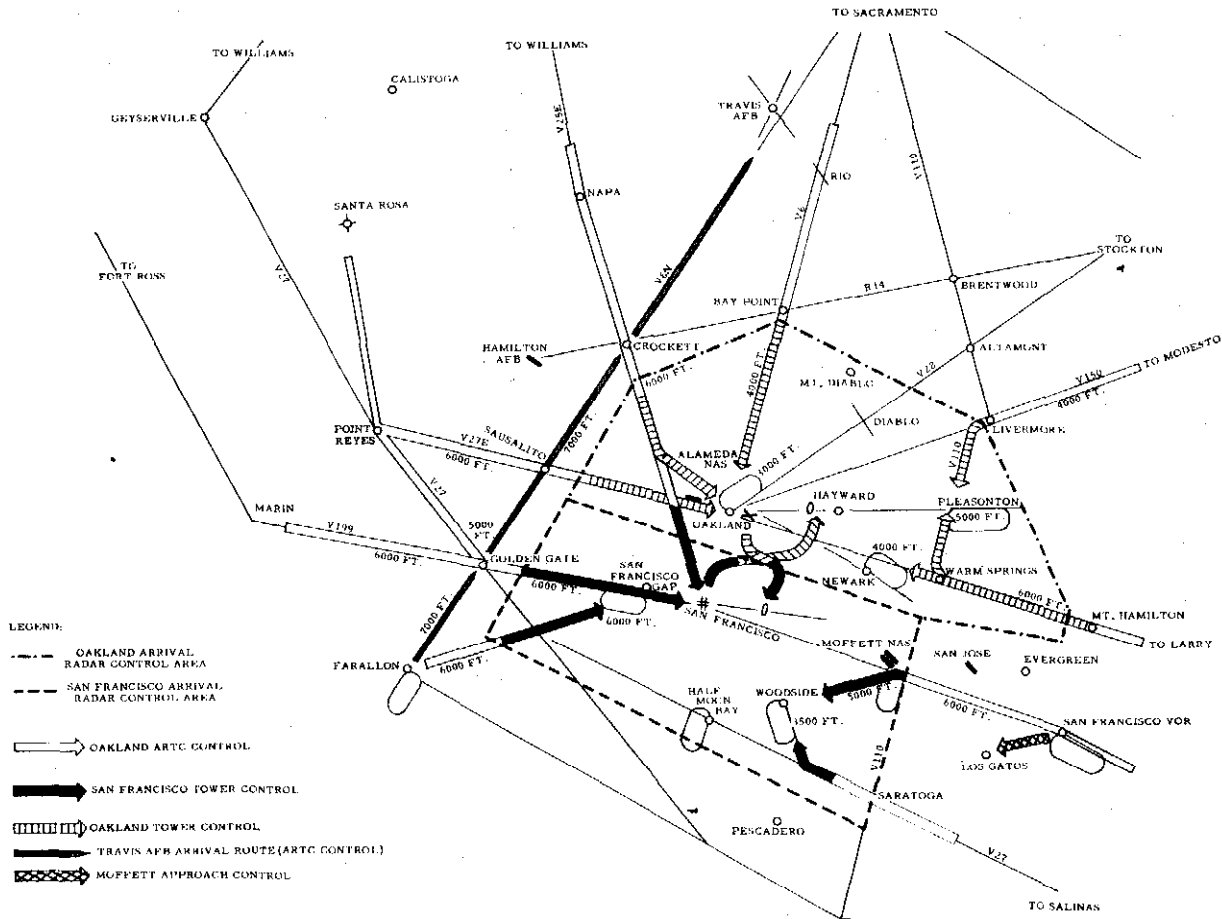 TO SACRAMENTO
TO WILLIAMS
TO WILLIAMS
CALISTOGA
TRAVIS
AFB
GEYSERVILLE
V25E
V110
RIO
NAPA
V6
SANTA ROSA
TO
FORT ROSS
V27
V6N
TO
STOCKTON
R14
BRENTWOOD
BAY POINT
HAMILTON
AFB
CROCKETT
ALTAMONT
6000 FT.
4000 FT.
MT. DIABLO
V22
TO MODESTO
V150
4000 FT.
DIABLO
LIVERMORE
7000 FT.
POINT
REYES
SAUSALITO
V27E
6000 FT.
ALAMEDA
NAS
3000 FT.
V110
HAYWARD
PLEASONTON
5000 FT.
OAKLAND
MARIN
V199
6000 FT.
V27
5000
FT.
GOLDEN GATE
6000 FT.
SAN
FRANCISCO
GAP
6000 FT.
SAN FRANCISCO
4000 FT.
NEWARK
WARM SPRINGS
6000 FT.
MT. HAMILTON
TO LARRY
7000 FT.
MOFFETT NAS
SAN JOSE
EVERGREEN
FARALLON
6000 FT.
HALF
MOON
BAY
WOODSIDE
3500 FT.
5000 FT.
6000 FT.
SAN FRANCISCO VOR
LOS GATOS
V110
SARATOGA
PESCADERO
V27
TO SALINAS
LEGEND:
OAKLAND ARRIVAL
RADAR CONTROL AREA
SAN FRANCISCO ARRIVAL
RADAR CONTROL AREA
OAKLAND ARTC CONTROL
SAN FRANCISCO TOWER CONTROL
OAKLAND TOWER CONTROL
TRAVIS AFB ARRIVAL ROUTE (ARTC CONTROL)
MOFFETT APPROACH CONTROL